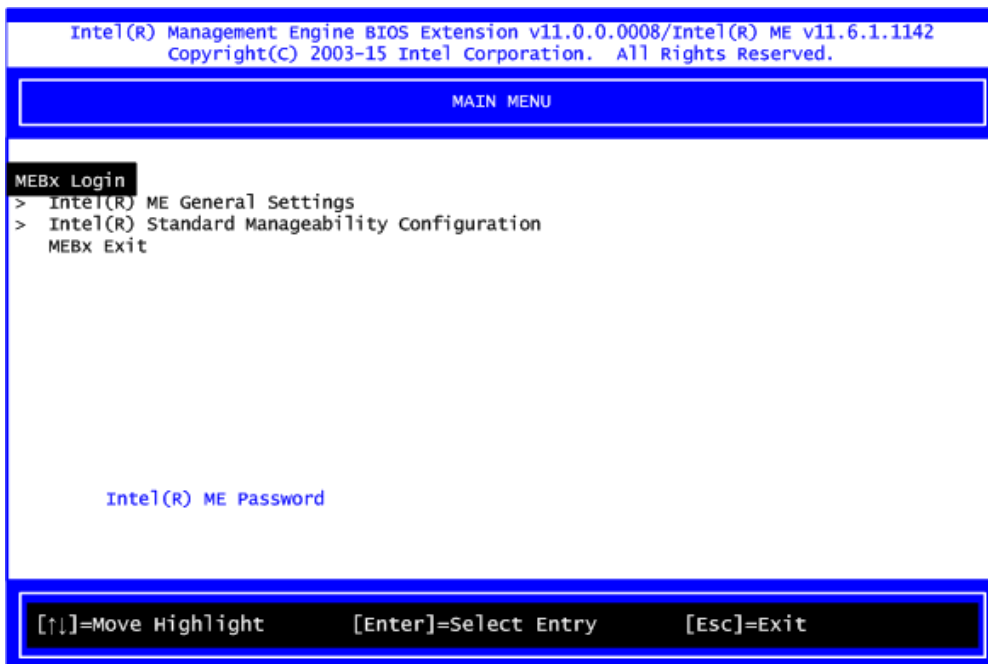 Intel(R) Management Engine BIOS Extension v11.0.0.0008/Intel(R) ME v11.6.1.1142
Copyright(C) 2003-15 Intel Corporation. All Rights Reserved.
MAIN MENU
MEBx Login
> Intel(R) ME General Settings
> Intel(R) Standard Manageability Configuration
MEBx Exit
Intel(R) ME Password
[↑↓]=Move Highlight [Enter]=Select Entry [Esc]=Exit